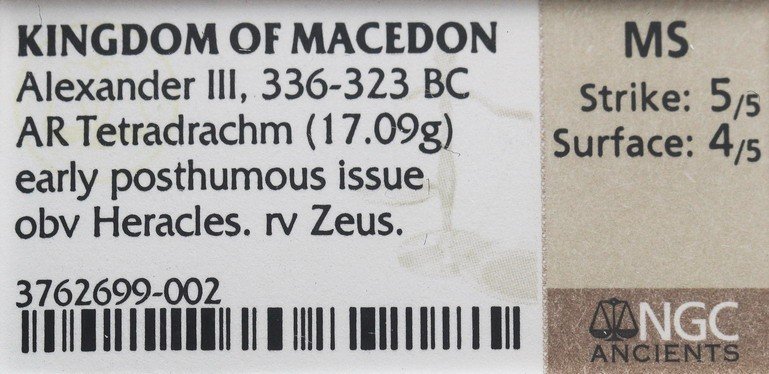 KINGDOM OF MACEDON
Alexander III, 336-323 BC
AR Tetradrachm (17.09g)
early posthumous issue
obv Heracles. rv Zeus.
3762699-002
MS
Strike: 5/5
Surface: 4/5
NGC
ANCIENTS